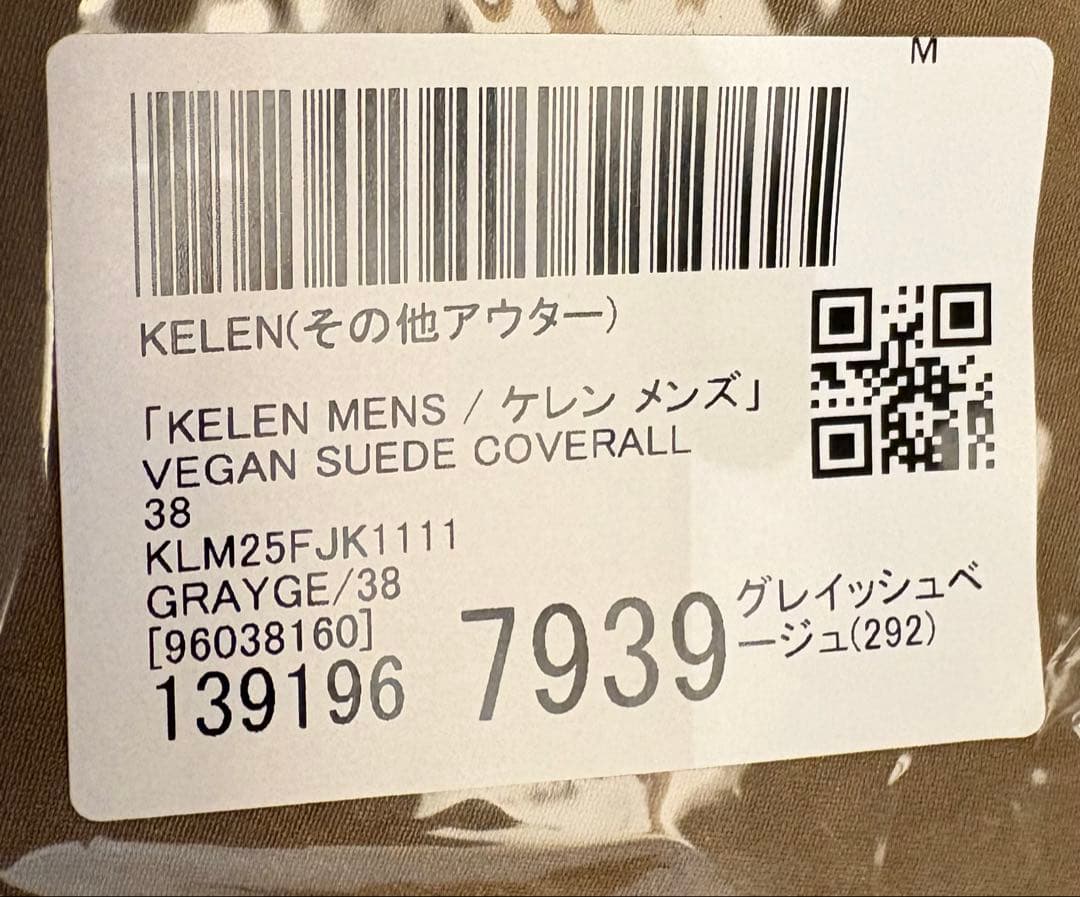 M
KELEN(その他アウター)
「KELEN MENS / ケレン メンズ」
VEGAN SUEDE COVERALL
38
KLM25FJK1111
GRAYGE/38
[96038160]
139196 7939
グレイッシュベ
ージュ(292)